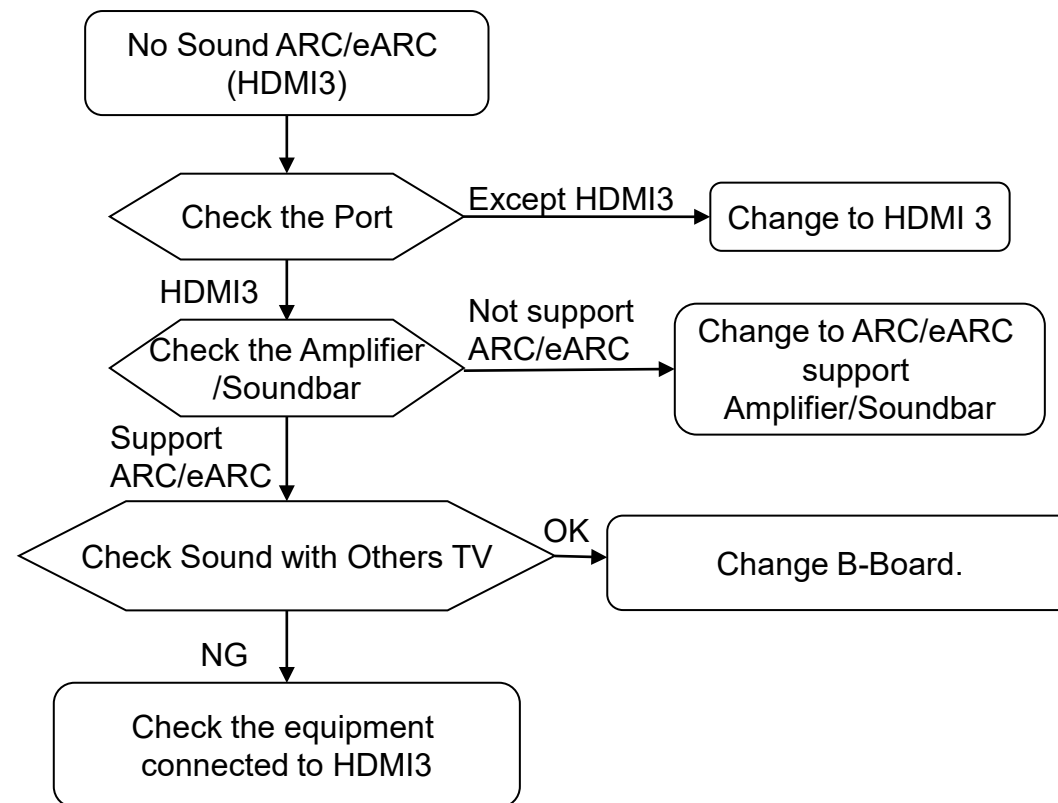 No Sound ARC/eARC
(HDMI3)
Check the Port
Except HDMI3
Change to HDMI 3
HDMI3
Check the Amplifier
/Soundbar
Not support
ARC/eARC
Change to ARC/eARC
support
Amplifier/Soundbar
Support
ARC/eARC
Check Sound with Others TV
OK
Change B-Board.
NG
Check the equipment
connected to HDMI3